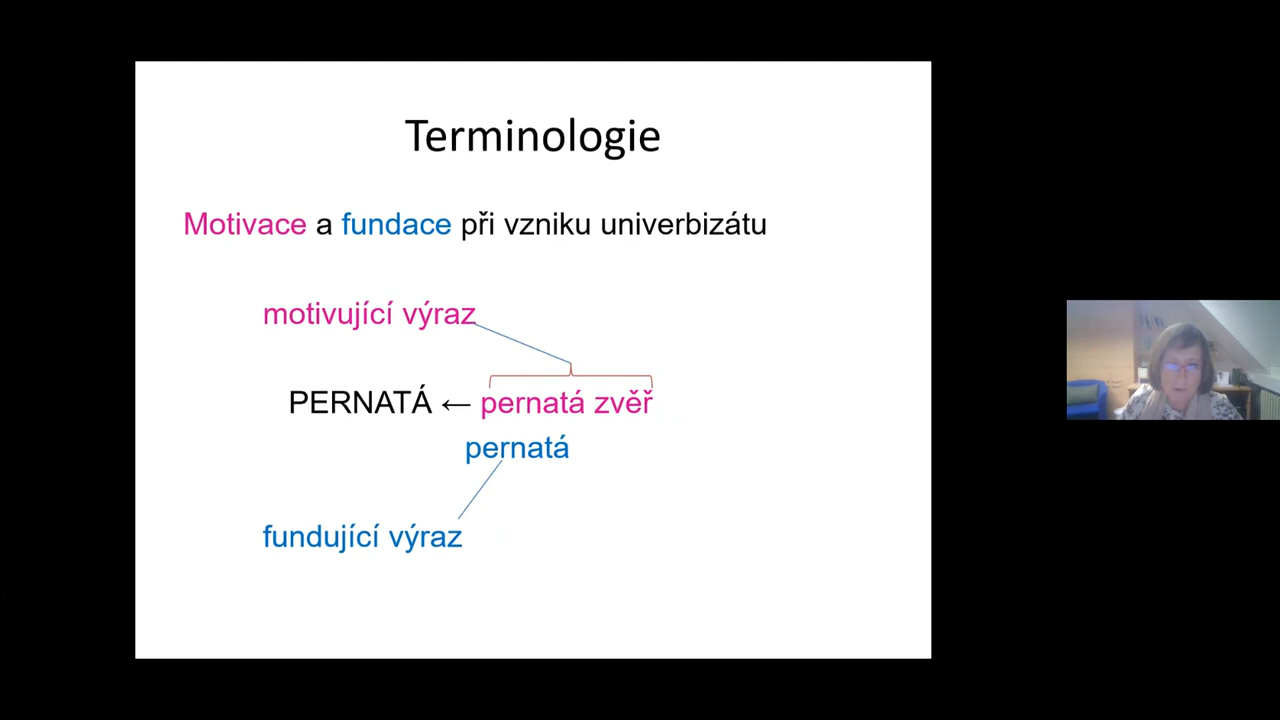 Terminologie
Motivace a fundace při vzniku univerbizátu
motivující výraz
PERNATÁ ← pernatá zvěř
pernatá
fundující výraz